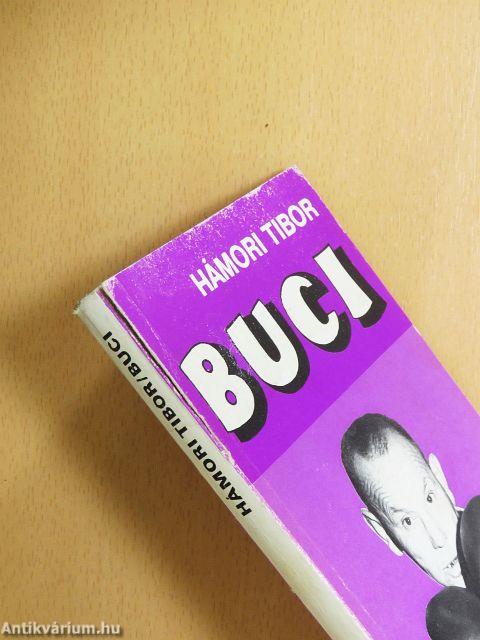 HÁMORI TIBOR
BUCI
HÁMORI TIBOR/BUCI
Antikvárium.hu